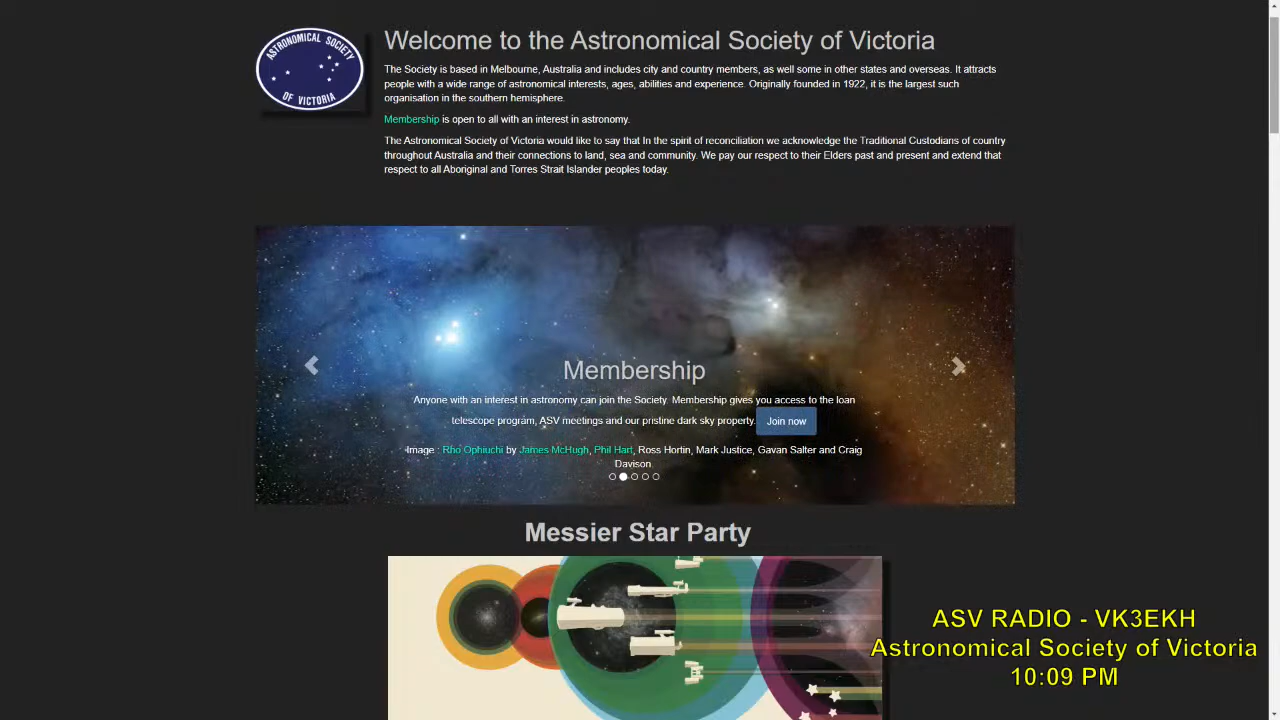 ASTRONOMICAL SOCIETY
OF VICTORIA
Welcome to the Astronomical Society of Victoria
The Society is based in Melbourne, Australia and includes city and country members, as well some in other states and overseas. It attracts
people with a wide range of astronomical interests, ages, abilities and experience. Originally founded in 1922, it is the largest such
organisation in the southern hemisphere.
Membership is open to all with an interest in astronomy.
The Astronomical Society of Victoria would like to say that In the spirit of reconciliation we acknowledge the Traditional Custodians of country
throughout Australia and their connections to land, sea and community. We pay our respect to their Elders past and present and extend that
respect to all Aboriginal and Torres Strait Islander peoples today.
Membership
Anyone with an interest in astronomy can join the Society. Membership gives you access to the loan
telescope program, ASV meetings and our pristine dark sky property. Join now
Image : Rho Ophiuchi by James McHugh, Phil Hart, Ross Hortin, Mark Justice, Gavan Salter and Craig
Davison.
Messier Star Party
ASV RADIO - VK3EKH
Astronomical Society of Victoria
10:09 PM